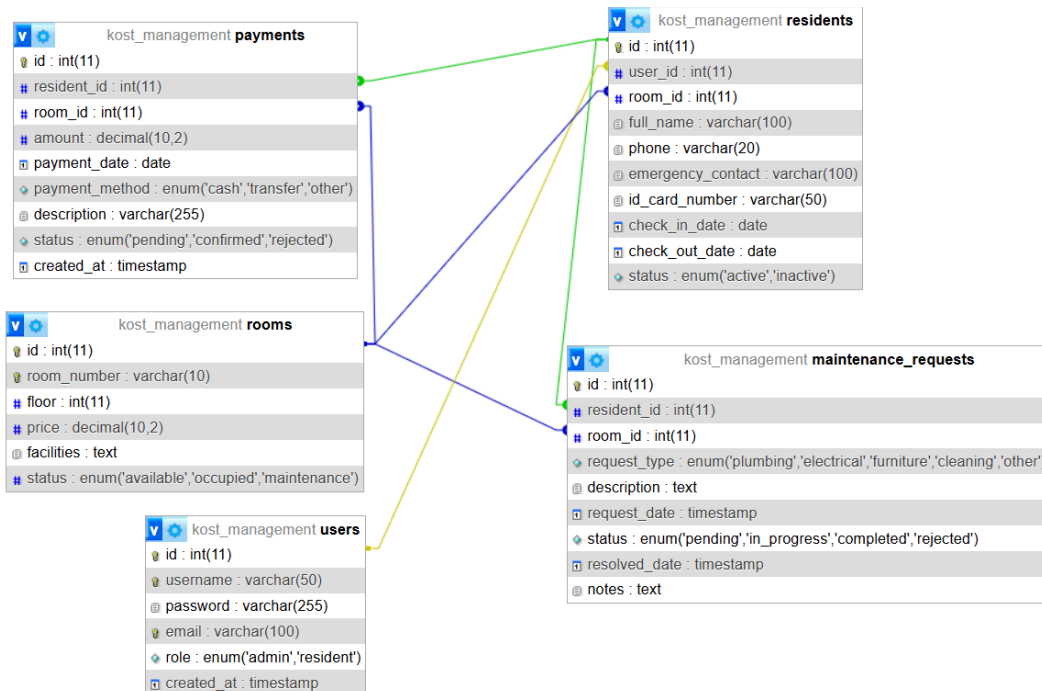 kost_management payments
id : int(11)
resident_id : int(11)
room_id : int(11)
amount : decimal(10,2)
payment_date : date
payment_method : enum('cash','transfer','other')
description : varchar(255)
status : enum('pending','confirmed','rejected')
created_at : timestamp
kost_management residents
id : int(11)
user_id : int(11)
room_id : int(11)
full_name : varchar(100)
phone : varchar(20)
emergency_contact : varchar(100)
id_card_number : varchar(50)
check_in_date : date
check_out_date : date
status : enum('active','inactive')
kost_management rooms
id : int(11)
room_number : varchar(10)
floor : int(11)
price : decimal(10,2)
facilities : text
status : enum('available','occupied','maintenance')
kost_management maintenance_requests
id : int(11)
resident_id : int(11)
room_id : int(11)
request_type : enum('plumbing','electrical','furniture','cleaning','other'
description : text
request_date : timestamp
status : enum('pending','in_progress','completed','rejected')
resolved_date : timestamp
notes : text
kost_management users
id : int(11)
username : varchar(50)
password : varchar(255)
email : varchar(100)
role : enum('admin','resident')
created_at : timestamp